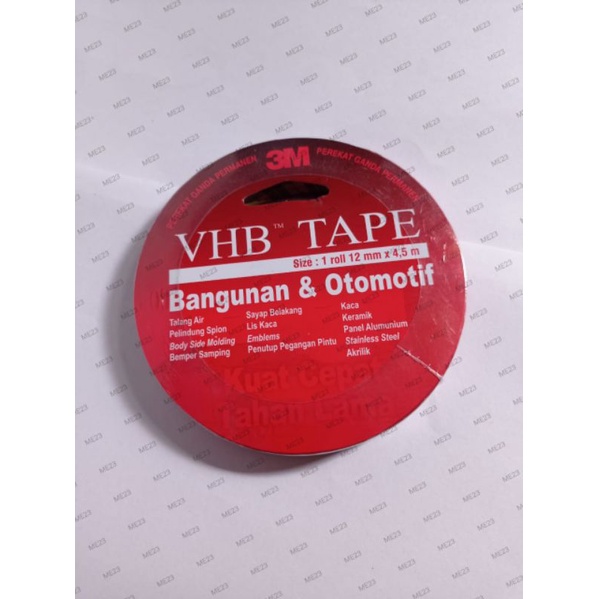 PEREKAT GANDA PERMANEN 3M PEREKAT GANDA PERMANEN
VHB™ TAPE
Size : 1 roll 12 mm x 4,5 m
Bangunan & Otomotif
Talang Air
Pelindung Spion
Body Side Molding
Bemper Samping
Sayap Belakang
Lis Kaca
Emblems
Penutup Pegangan Pintu
Kaca
Keramik
Panel Alumunium
Stainless Steel
Akrilik
Kuat Cepat
Tahan Lama
ME23